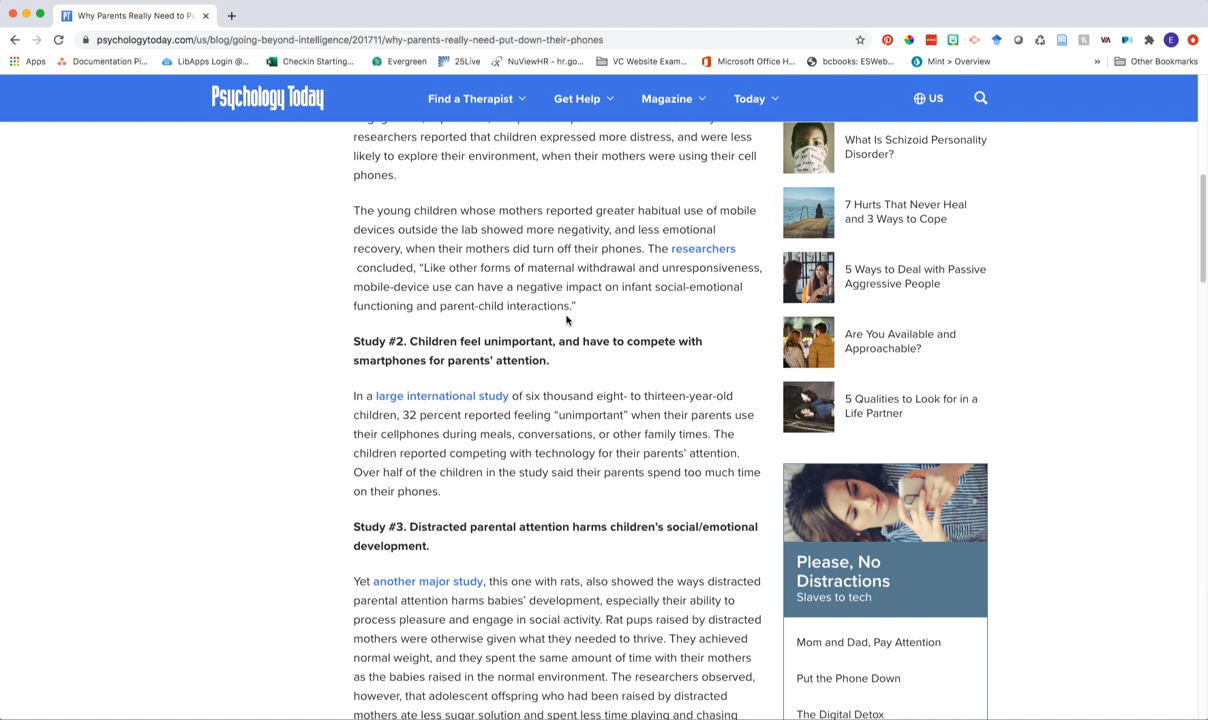 Why Parents Really Need to P
psychologytoday.com/us/blog/going-beyond-intelligence/201711/why-parents-really-need-put-down-their-phones
Apps
Documentation Pl...
LibApps Login @...
Checkin Starting...
Evergreen
25Live
NuViewHR - hr.go...
VC Website Exam...
Microsoft Office H...
bcbooks: ESWeb...
Mint > Overview
»
Other Bookmarks
Psychology Today
Find a Therapist
Get Help
Magazine
Today
US
researchers reported that children expressed more distress, and were less
likely to explore their environment, when their mothers were using their cell
phones.
The young children whose mothers reported greater habitual use of mobile
devices outside the lab showed more negativity, and less emotional
recovery, when their mothers did turn off their phones. The researchers
concluded, “Like other forms of maternal withdrawal and unresponsiveness,
mobile-device use can have a negative impact on infant social-emotional
functioning and parent-child interactions.”
Study #2. Children feel unimportant, and have to compete with
smartphones for parents’ attention.
In a large international study of six thousand eight- to thirteen-year-old
children, 32 percent reported feeling “unimportant” when their parents use
their cellphones during meals, conversations, or other family times. The
children reported competing with technology for their parents’ attention.
Over half of the children in the study said their parents spend too much time
on their phones.
Study #3. Distracted parental attention harms children’s social/emotional
development.
Yet another major study, this one with rats, also showed the ways distracted
parental attention harms babies’ development, especially their ability to
process pleasure and engage in social activity. Rat pups raised by distracted
mothers were otherwise given what they needed to thrive. They achieved
normal weight, and they spent the same amount of time with their mothers
as the babies raised in the normal environment. The researchers observed,
however, that adolescent offspring who had been raised by distracted
mothers ate less sugar solution and spent less time playing and chasing
What Is Schizoid Personality
Disorder?
7 Hurts That Never Heal
and 3 Ways to Cope
5 Ways to Deal with Passive
Aggressive People
Are You Available and
Approachable?
5 Qualities to Look for in a
Life Partner
Please, No
Distractions
Slaves to tech
Mom and Dad, Pay Attention
Put the Phone Down
The Digital Detox